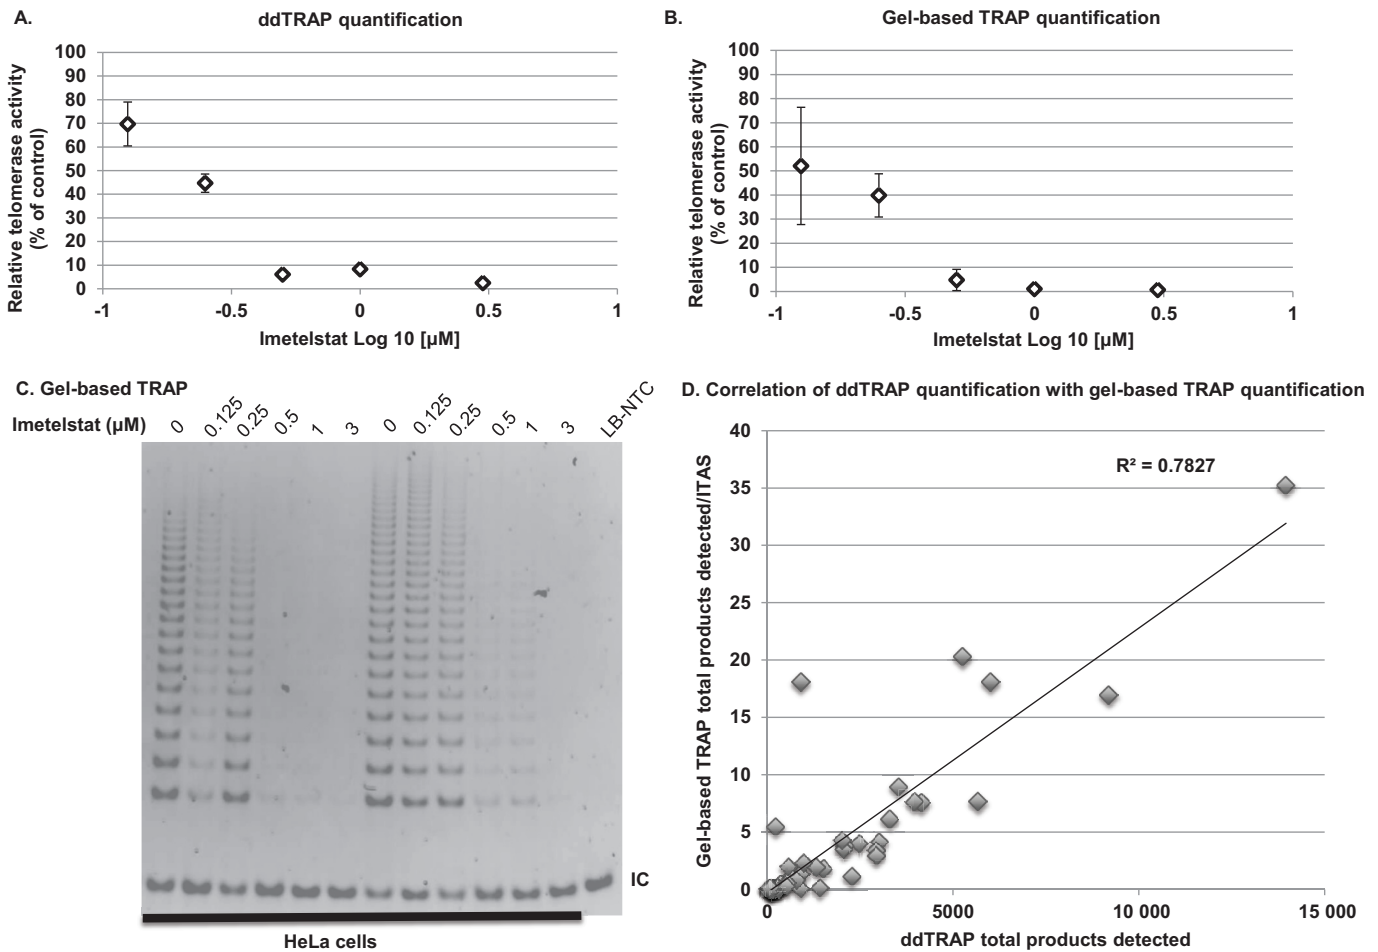 A.
ddTRAP quantification
Relative telomerase activity
(% of control)
100
90
80
70
60
50
40
30
20
10
0
-1
-0.5
0
0.5
1
Imetelstat Log 10 [µM]
B.
Gel-based TRAP quantification
Relative telomerase activity
(% of control)
100
90
80
70
60
50
40
30
20
10
0
-1
-0.5
0
0.5
1
Imetelstat Log 10 [µM]
C. Gel-based TRAP
Imetelstat (µM) 0 0.125 0.25 0.5 1 3 0 0.125 0.25 0.5 1 3 LB-NTC
IC
HeLa cells
D. Correlation of ddTRAP quantification with gel-based TRAP quantification
Gel-based TRAP total products detected/ITAS
40
35
30
25
20
15
10
5
0
R² = 0.7827
0
5000
10 000
15 000
ddTRAP total products detected